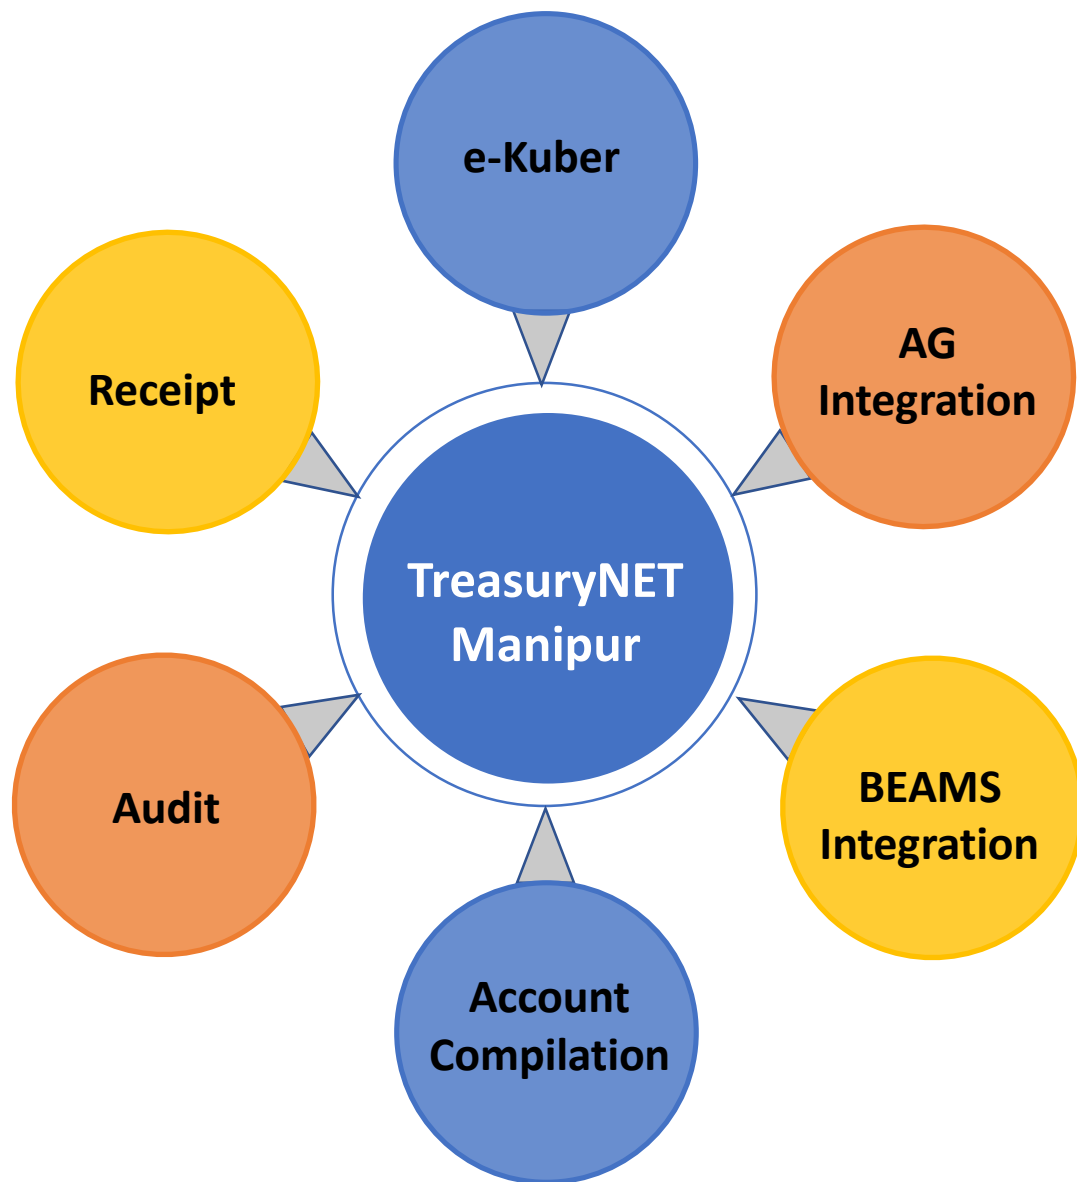 e-Kuber
AG
Integration
Receipt
TreasuryNET
Manipur
BEAMS
Integration
Audit
Account
Compilation